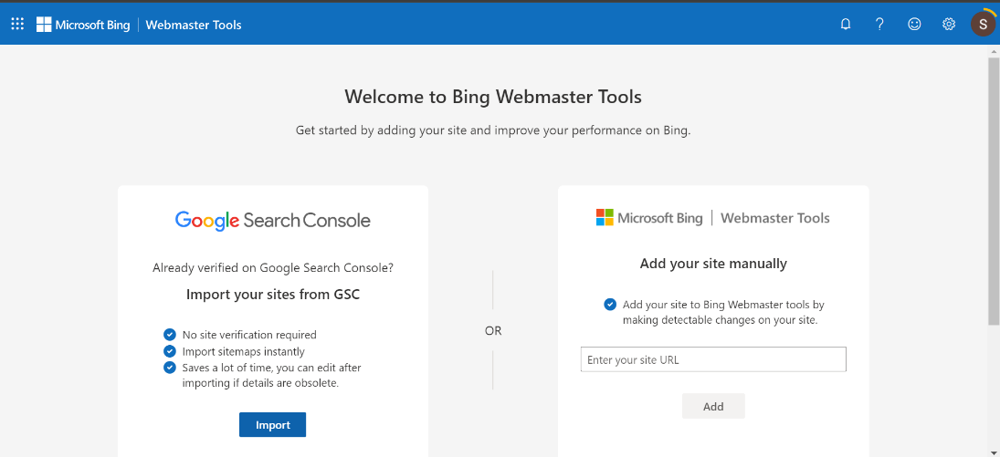 Microsoft Bing | Webmaster Tools
S
Welcome to Bing Webmaster Tools
Get started by adding your site and improve your performance on Bing.
Google Search Console
Already verified on Google Search Console?
Import your sites from GSC
No site verification required
Import sitemaps instantly
Saves a lot of time, you can edit after
importing if details are obsolete.
Import
OR
Microsoft Bing | Webmaster Tools
Add your site manually
Add your site to Bing Webmaster tools by
making detectable changes on your site.
Enter your site URL
Add